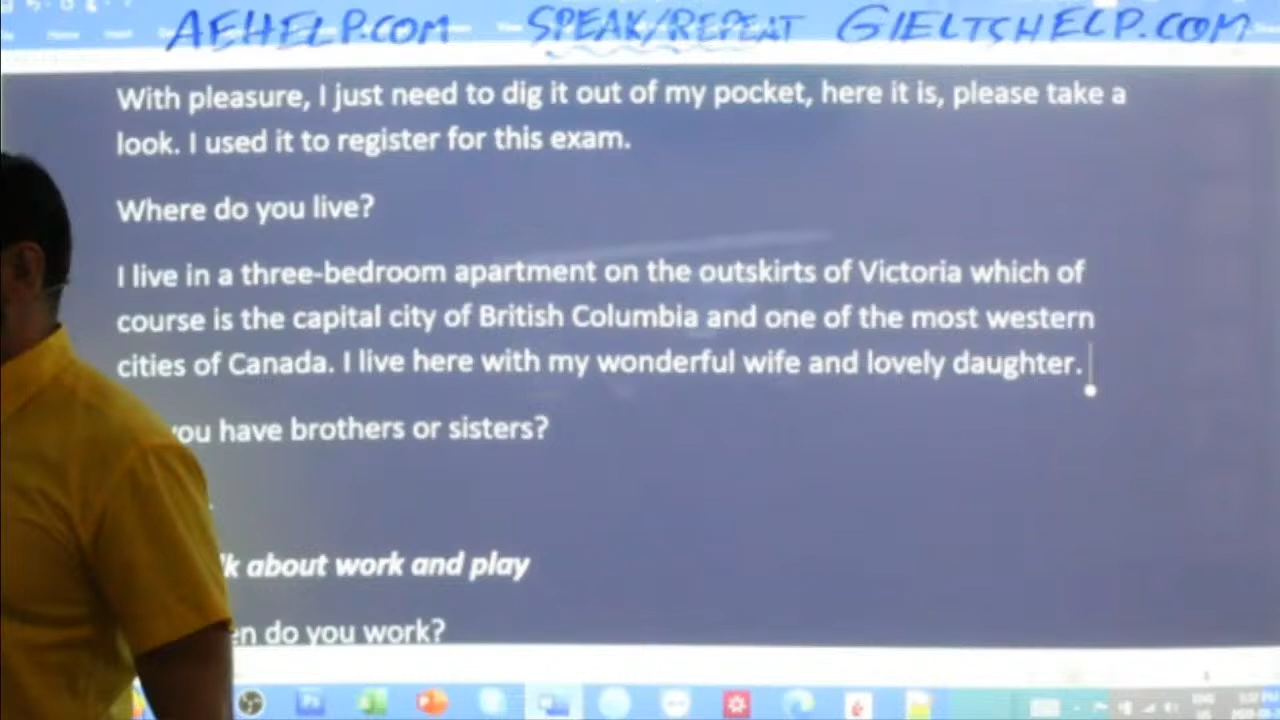 AEHELP.COM SPEAK/REPEAT GIELTSHELP.COM
With pleasure, I just need to dig it out of my pocket, here it is, please take a
look. I used it to register for this exam.
Where do you live?
I live in a three-bedroom apartment on the outskirts of Victoria which of
course is the capital city of British Columbia and one of the most western
cities of Canada. I live here with my wonderful wife and lovely daughter.
you have brothers or sisters?
about work and play
do you work?